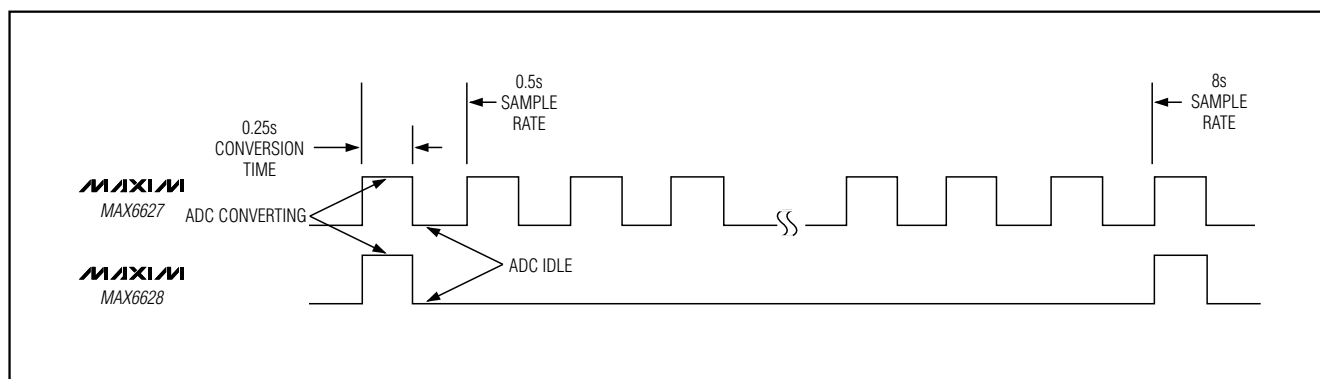 0.5s
SAMPLE
RATE
8s
SAMPLE
RATE
0.25s
CONVERSION
TIME
MAXIM
MAX6627
ADC CONVERTING
ADC IDLE
MAXIM
MAX6628